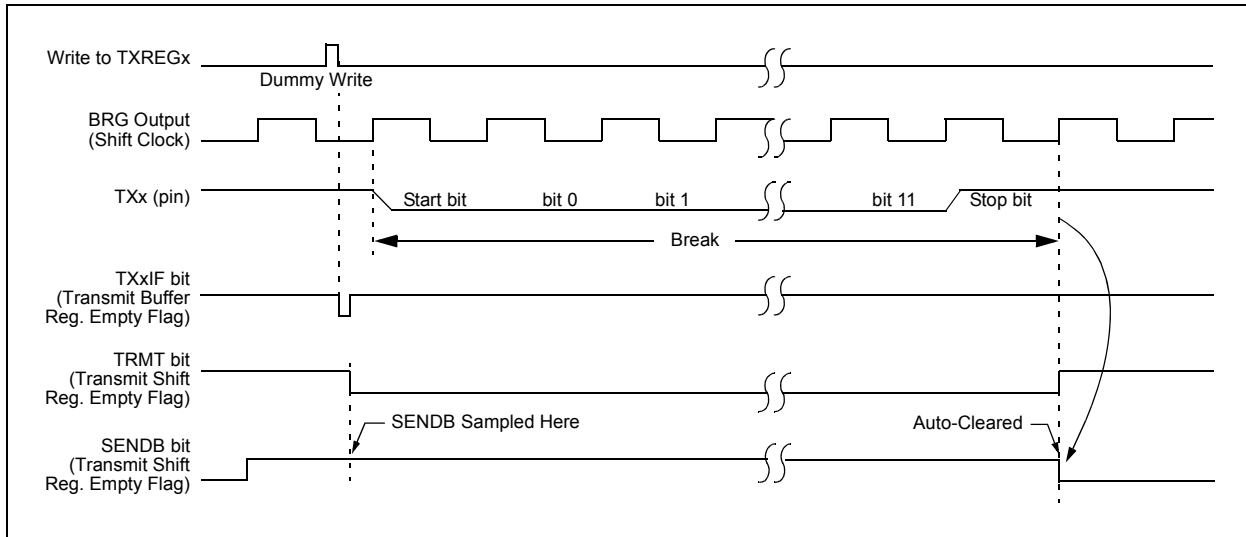 Write to TXREGx
Dummy Write
BRG Output
(Shift Clock)
TXx (pin)
Start bit
bit 0
bit 1
bit 11
Stop bit
Break
TXxIF bit
(Transmit Buffer
Reg. Empty Flag)
TRMT bit
(Transmit Shift
Reg. Empty Flag)
SENDB Sampled Here
Auto-Cleared
SENDB bit
(Transmit Shift
Reg. Empty Flag)